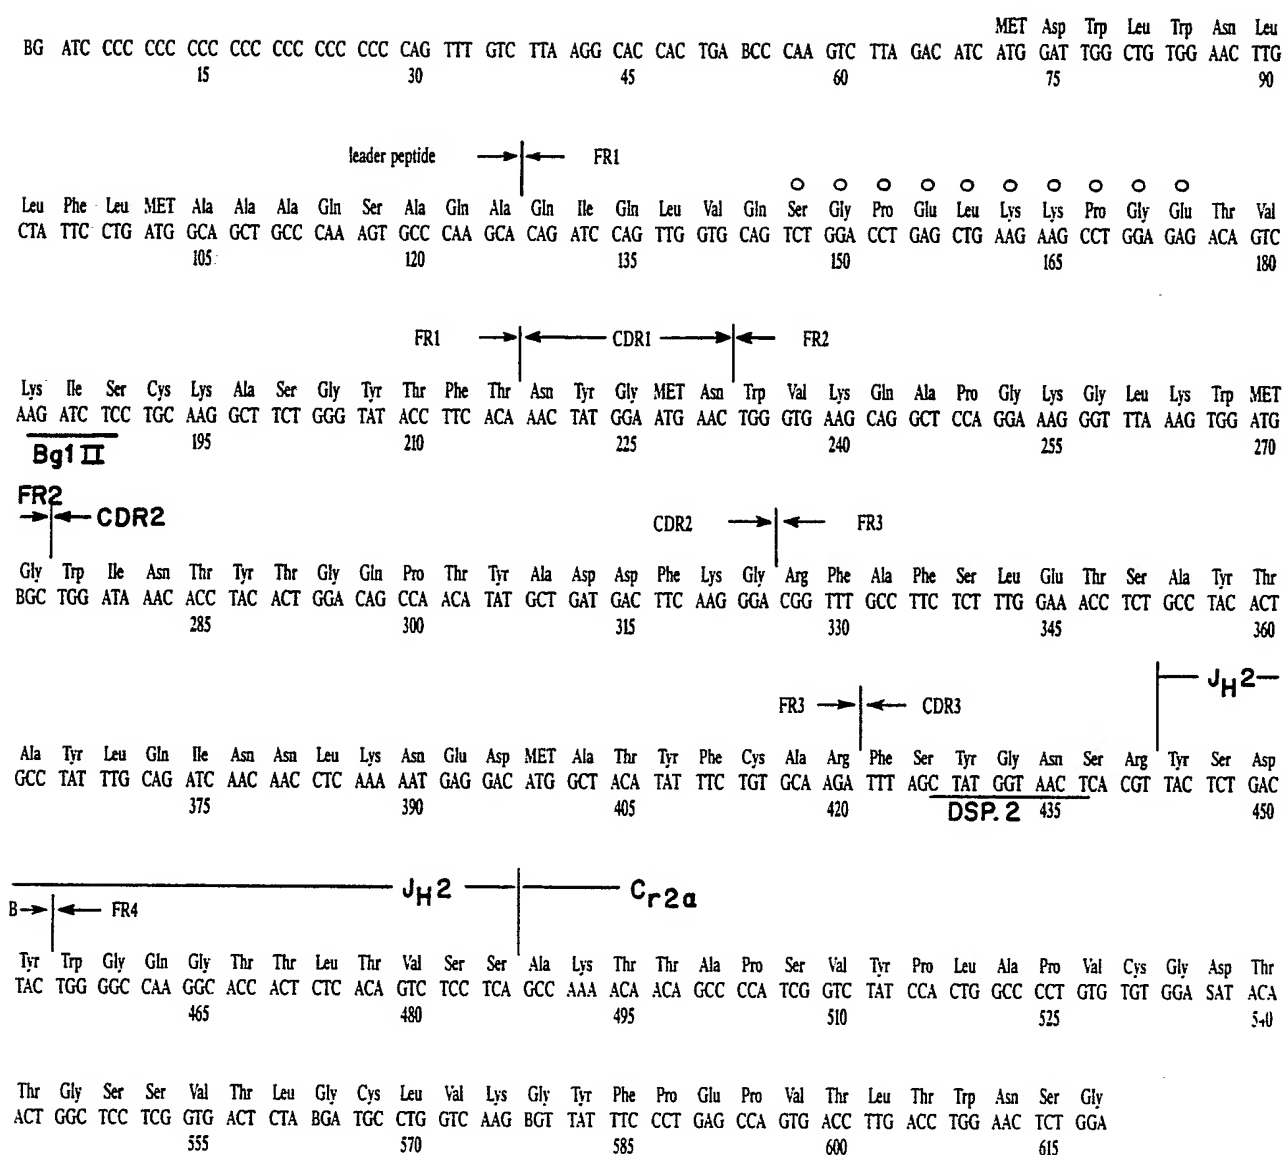 MET Asp Trp Leu Trp Asn Leu
BG ATC CCC CCC CCC CCC CCC CCC CCC CAG TTT GTC TTA AGG CAC CAC TGA BCC CAA GTC TTA GAC ATC ATG GAT TGG CTG TGG AAC TTG
15 30 45 60 75 90
leader peptide FR1
O O O O O O O O O O
Leu Phe Leu MET Ala Ala Ala Gln Ser Ala Gln Ala Gln Ile Gln Leu Val Gln Ser Gly Pro Glu Leu Lys Lys Pro Gly Glu Thr Val
CTA TTC CTG ATG GCA GCT GCC CAA AGT GCC CAA GCA CAG ATC CAG TTG GTG CAG TCT GGA CCT GAG CTG AAG AAG CCT GGA GAG ACA GTC
105 120 135 150 165 180
FR1 CDR1 FR2
Lys Ile Ser Cys Lys Ala Ser Gly Tyr Thr Phe Thr Asn Tyr Gly MET Asn Trp Val Lys Gln Ala Pro Gly Lys Gly Leu Lys Trp MET
AAG ATC TCC TGC AAG GCT TCT GGG TAT ACC TTC ACA AAC TAT GGA ATG AAC TGG GTG AAG CAG GCT CCA GGA AAG GGT TTA AAG TGG ATG
195 210 225 240 255 270
Bg1 II
FR2 CDR2 CDR2 FR3
Gly Trp Ile Asn Thr Tyr Thr Gly Gln Pro Thr Tyr Ala Asp Asp Phe Lys Gly Arg Phe Ala Phe Ser Leu Glu Thr Ser Ala Tyr Thr
BGC TGG ATA AAC ACC TAC ACT GGA CAG CCA ACA TAT GCT GAT GAC TTC AAG GGA CGG TTT GCC TTC TCT TTG GAA ACC TCT GCC TAC ACT
285 300 315 330 345 360
JH2
FR3 CDR3
Ala Tyr Leu Gln Ile Asn Asn Leu Lys Asn Glu Asp MET Ala Thr Tyr Phe Cys Ala Arg Phe Ser Tyr Gly Asn Ser Arg Tyr Ser Asp
GCC TAT TTG CAG ATC AAC AAC CTC AAA AAT GAG GAC ATG GCT ACA TAT TTC TGT GCA AGA TTT AGC TAT GGT AAC TCA CGT TAC TCT GAC
375 390 405 420 435 450
DSP.2
JH2 Cr2a
B FR4
Tyr Trp Gly Gln Gly Thr Thr Leu Thr Val Ser Ser Ala Lys Thr Thr Ala Pro Ser Val Tyr Pro Leu Ala Pro Val Cys Gly Asp Thr
TAC TGG GGC CAA GGC ACC ACT CTC ACA GTC TCC TCA GCC AAA ACA ACA GCC CCA TCG GTC TAT CCA CTG GCC CCT GTG TGT GGA SAT ACA
465 480 495 510 525 540
Thr Gly Ser Ser Val Thr Leu Gly Cys Leu Val Lys Gly Tyr Phe Pro Glu Pro Val Thr Leu Thr Trp Asn Ser Gly
ACT GGC TCC TCG GTG ACT CTA BGA TGC CTG GTC AAG BGT TAT TTC CCT GAG CCA GTG ACC TTG ACC TGG AAC TCT GGA
555 570 585 600 615